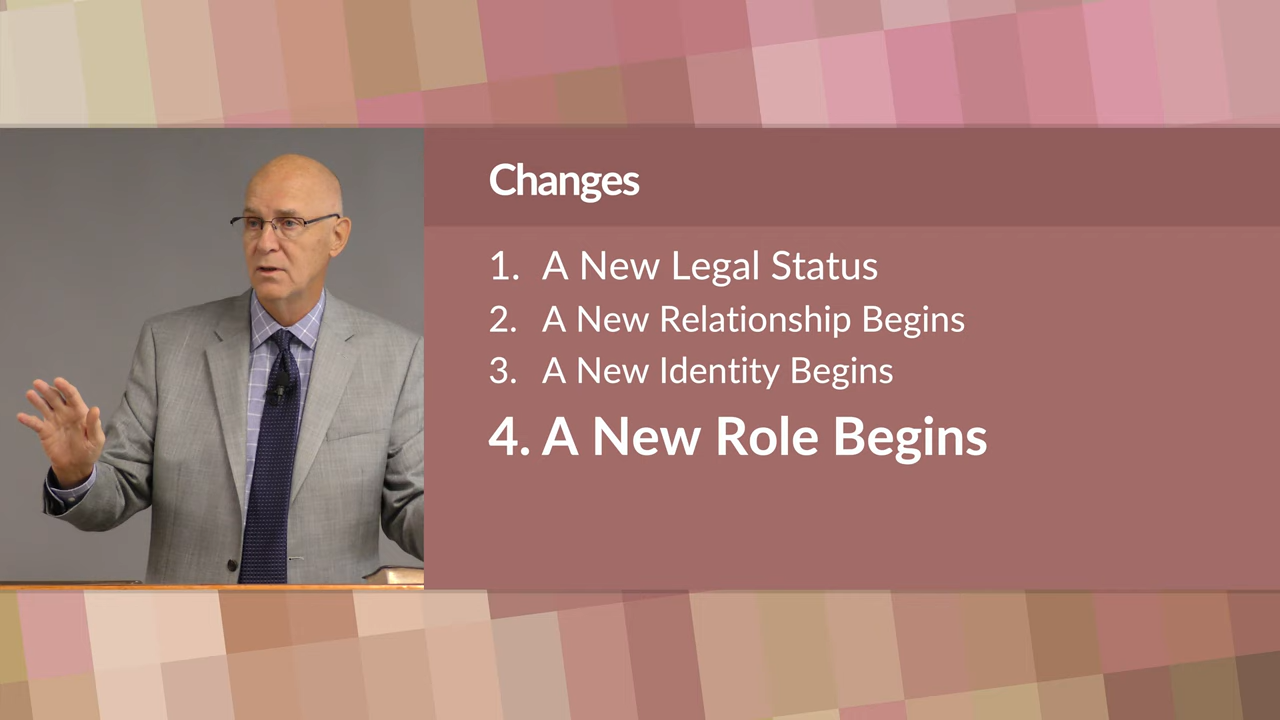 Changes
1. A New Legal Status
2. A New Relationship Begins
3. A New Identity Begins
4. A New Role Begins